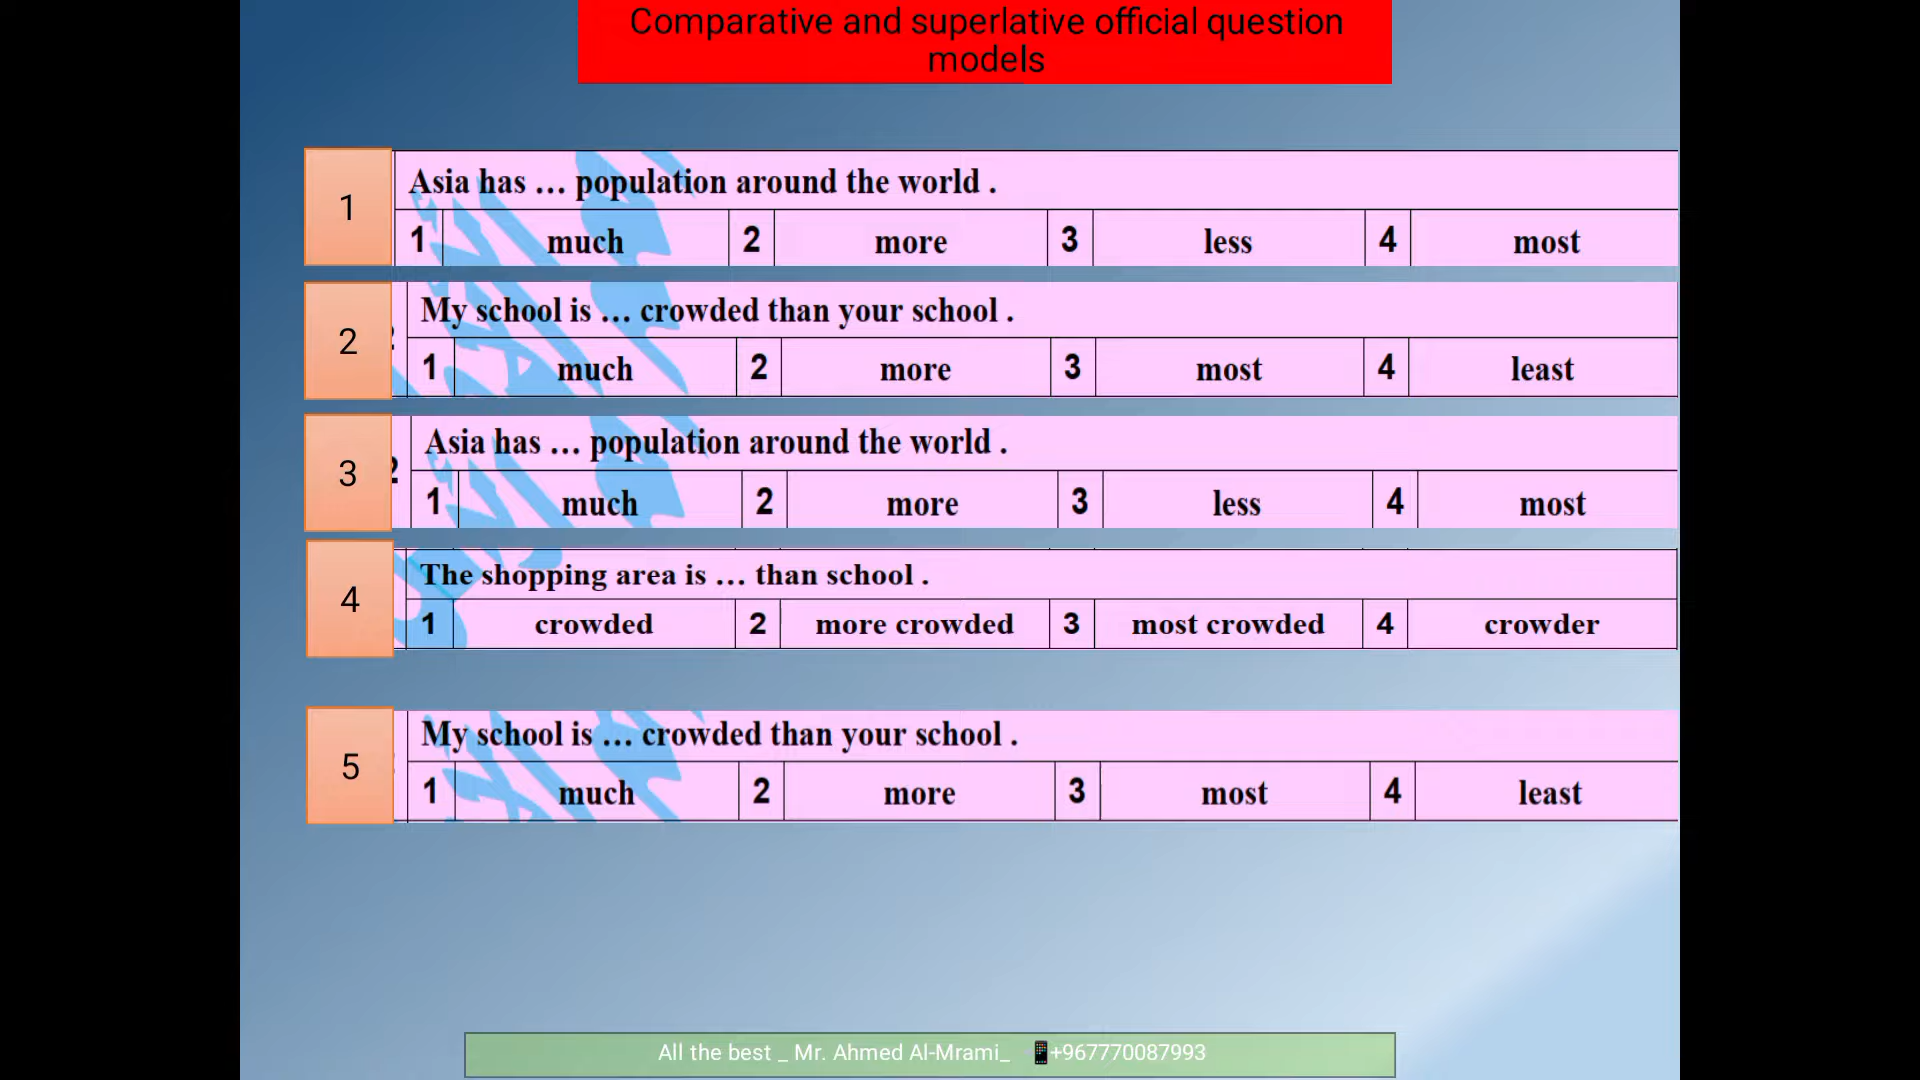 Comparative and superlative official question
models
1
Asia has ... population around the world .
1 much 2 more 3 less 4 most
2
My school is ... crowded than your school .
1 much 2 more 3 most 4 least
3
2
Asia has ... population around the world .
1 much 2 more 3 less 4 most
4
The shopping area is ... than school .
1 crowded 2 more crowded 3 most crowded 4 crowder
5
My school is ... crowded than your school .
1 much 2 more 3 most 4 least
All the best _ Mr. Ahmed Al-Mrami_ 📱+967770087993